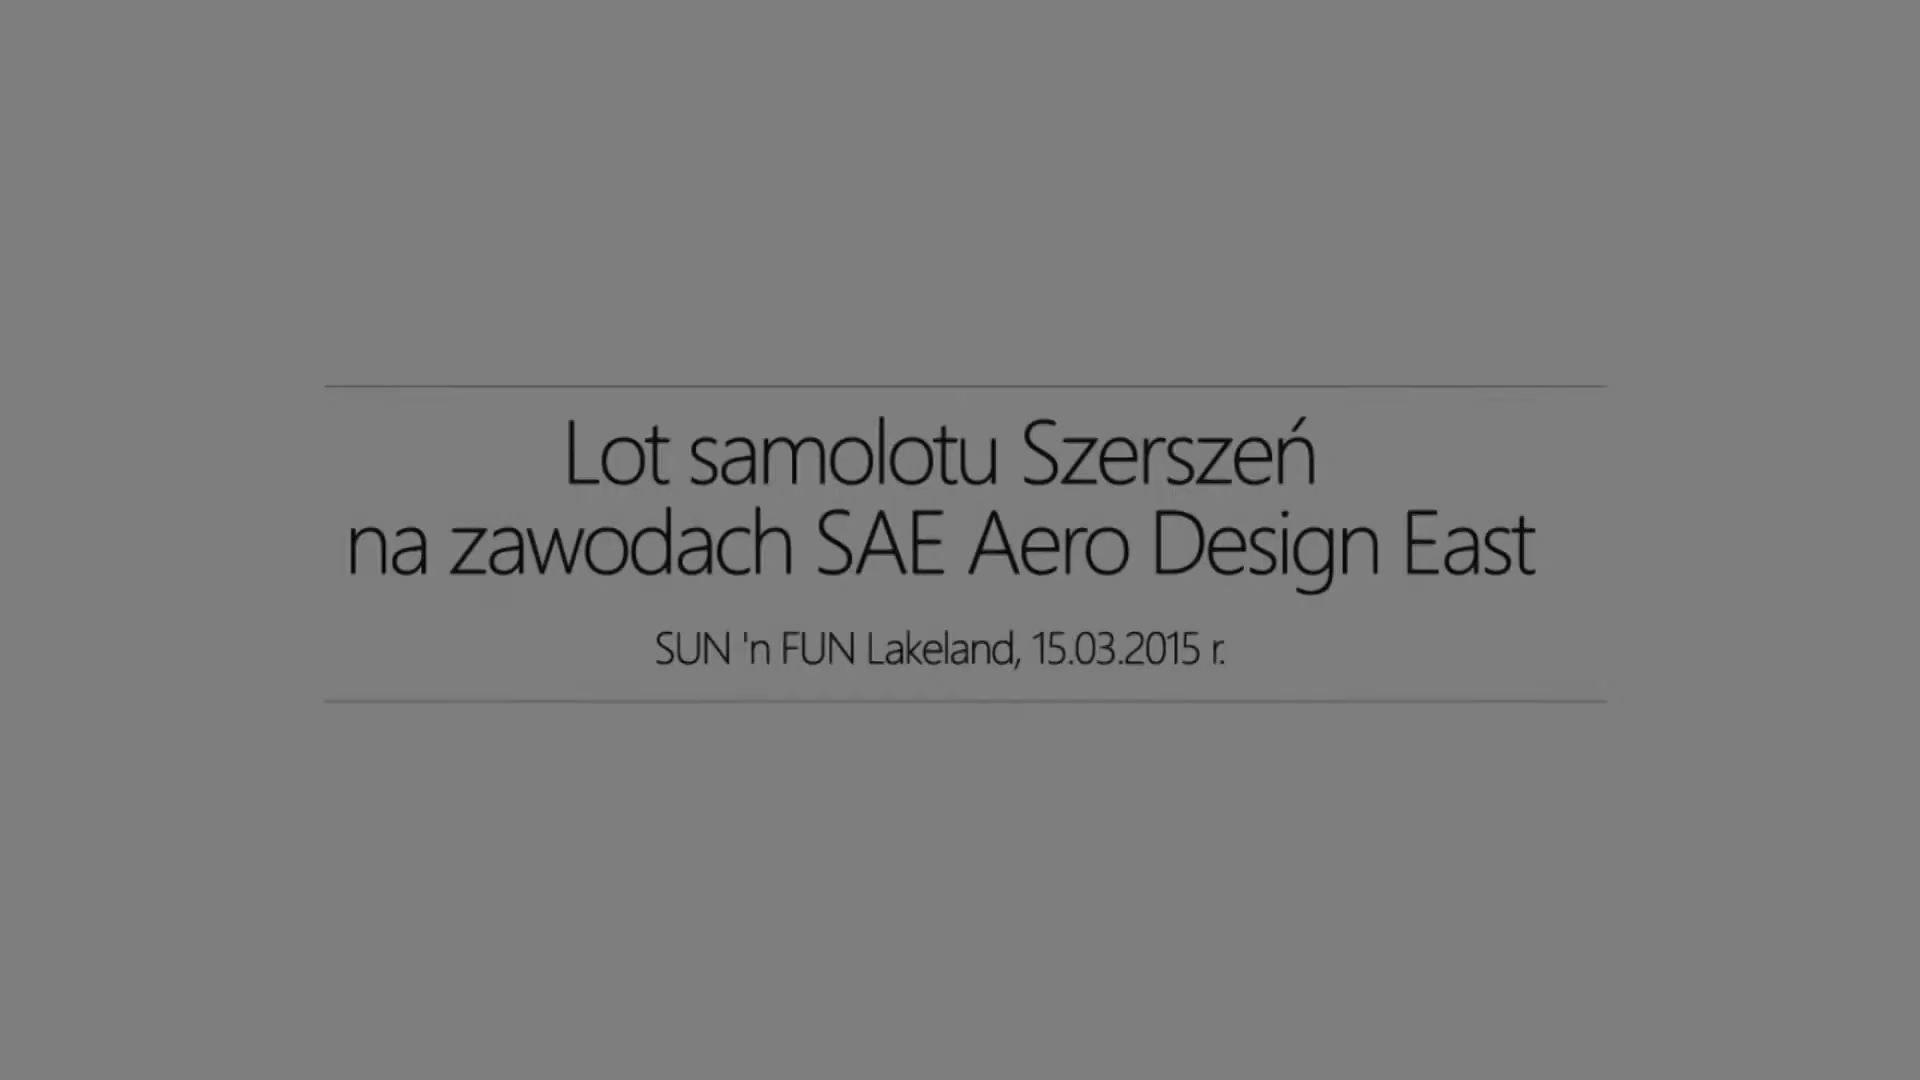 Lot samolotu Szerszeń
na zawodach SAE Aero Design East
SUN 'n FUN Lakeland, 15.03.2015 r.